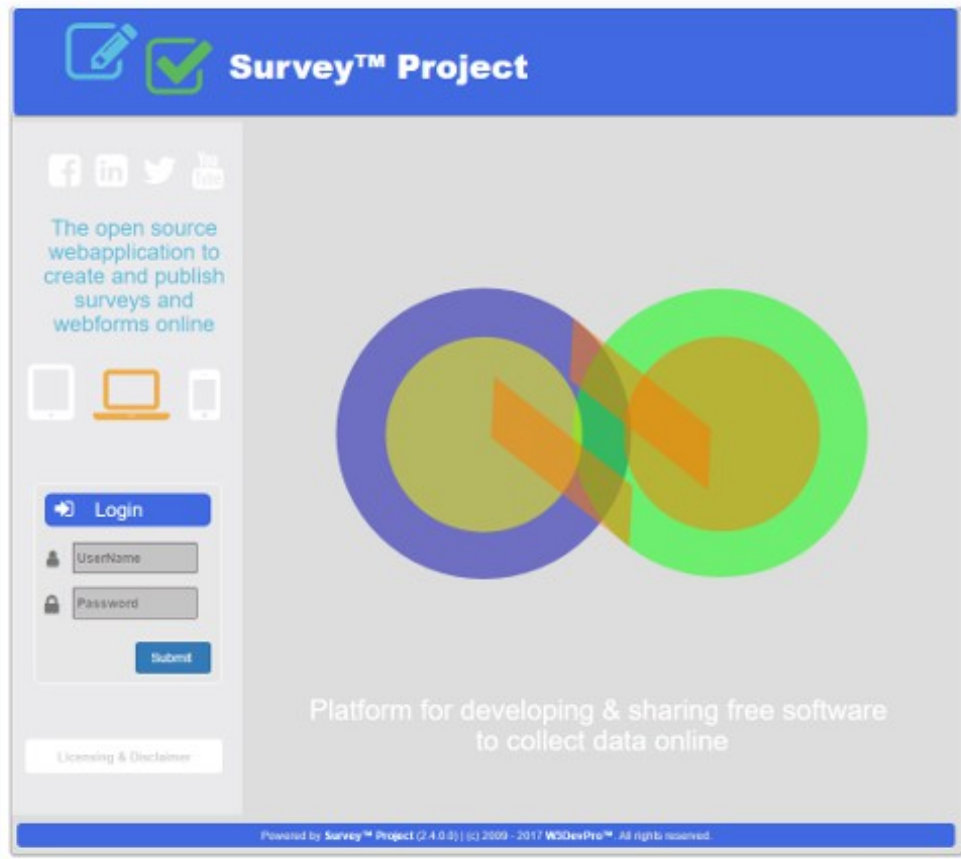 Survey™ Project
You
Tube
The open source
webapplication to
create and publish
surveys and
webforms online
Login
UserName
Password
Submit
Licensing & Disclaimer
Platform for developing & sharing free software
to collect data online
Powered by Survey™ Project (2.4.0.0) | (c) 2009 - 2017 W3DevPro™. All rights reserved.